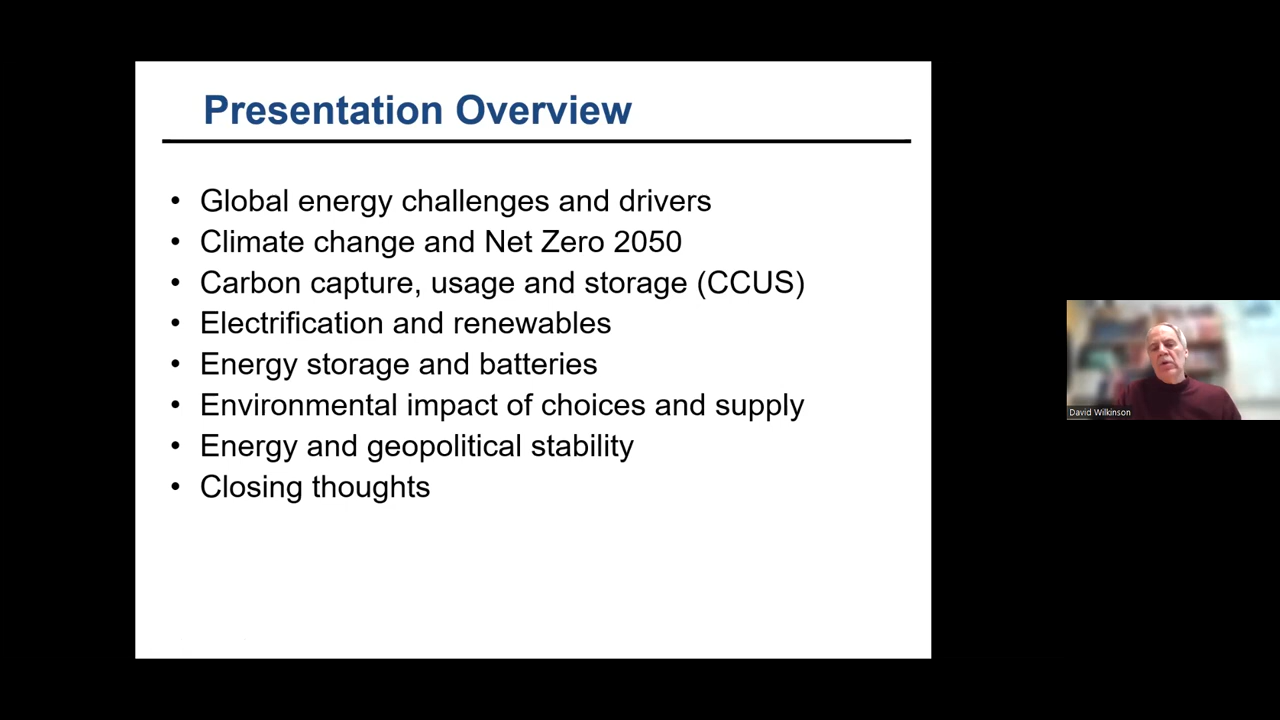 Presentation Overview
• Global energy challenges and drivers
• Climate change and Net Zero 2050
• Carbon capture, usage and storage (CCUS)
• Electrification and renewables
• Energy storage and batteries
• Environmental impact of choices and supply
• Energy and geopolitical stability
• Closing thoughts
David Wilkinson